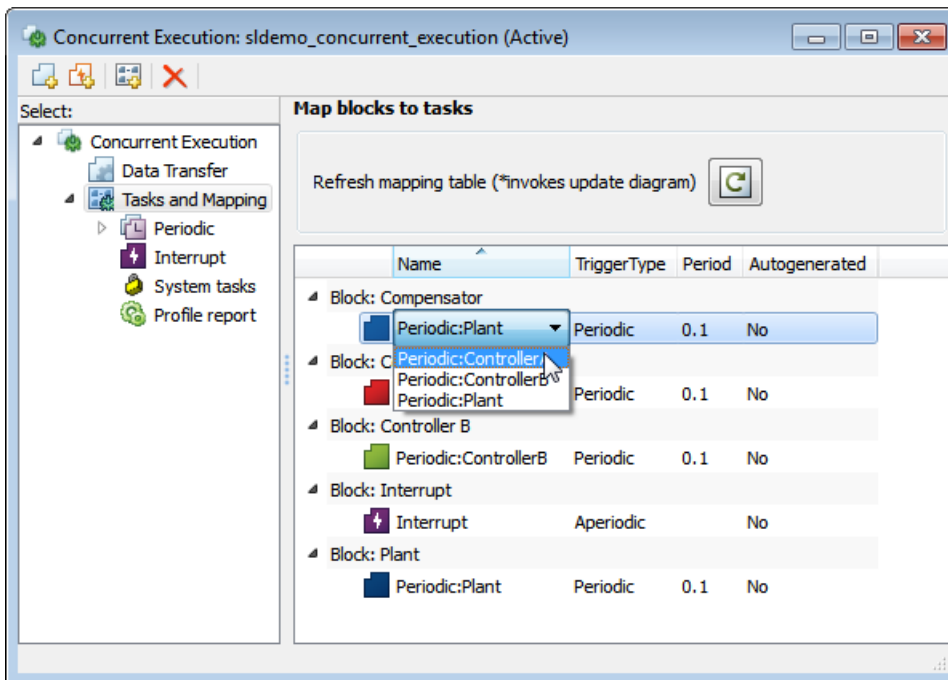 Concurrent Execution: sldemo_concurrent_execution (Active)
Select:
Concurrent Execution
Data Transfer
Tasks and Mapping
Periodic
Interrupt
System tasks
Profile report
Map blocks to tasks
Refresh mapping table (*invokes update diagram)
Name TriggerType Period Autogenerated
Block: Compensator
Periodic:Plant Periodic 0.1 No
Periodic:ControllerA
Periodic:ControllerB
Periodic:Plant
Block: C
Periodic 0.1 No
Block: Controller B
Periodic:ControllerB Periodic 0.1 No
Block: Interrupt
Interrupt Aperiodic No
Block: Plant
Periodic:Plant Periodic 0.1 No